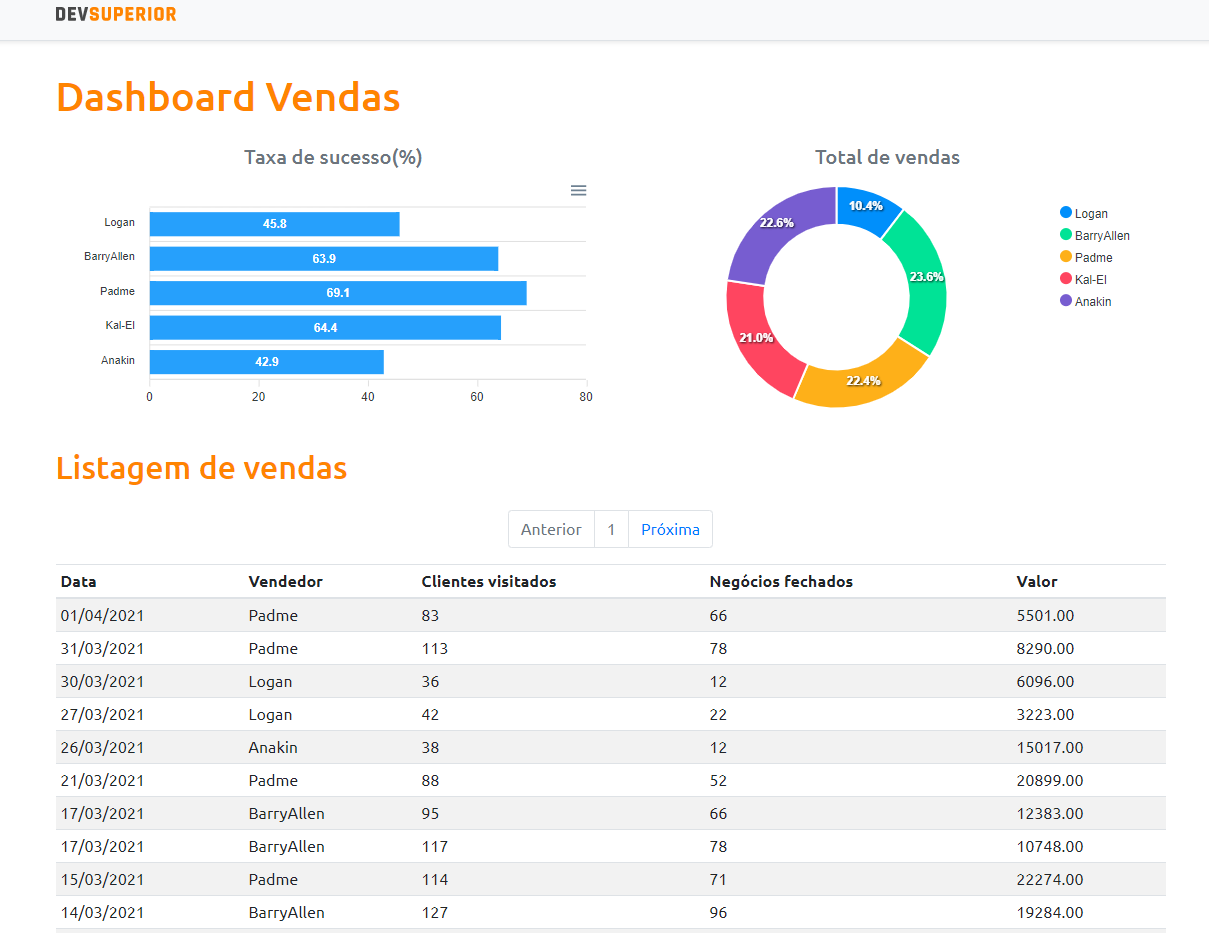 DEVSUPERIOR
Dashboard Vendas
Taxa de sucesso(%)
Logan 45.8
BarryAllen 63.9
Padme 69.1
Kal-El 64.4
Anakin 42.9
0 20 40 60 80
Total de vendas
10.4%
23.6%
22.4%
21.0%
22.6%
Logan
BarryAllen
Padme
Kal-El
Anakin
Listagem de vendas
Anterior 1 Próxima
Data Vendedor Clientes visitados Negócios fechados Valor
01/04/2021 Padme 83 66 5501.00
31/03/2021 Padme 113 78 8290.00
30/03/2021 Logan 36 12 6096.00
27/03/2021 Logan 42 22 3223.00
26/03/2021 Anakin 38 12 15017.00
21/03/2021 Padme 88 52 20899.00
17/03/2021 BarryAllen 95 66 12383.00
17/03/2021 BarryAllen 117 78 10748.00
15/03/2021 Padme 114 71 22274.00
14/03/2021 BarryAllen 127 96 19284.00